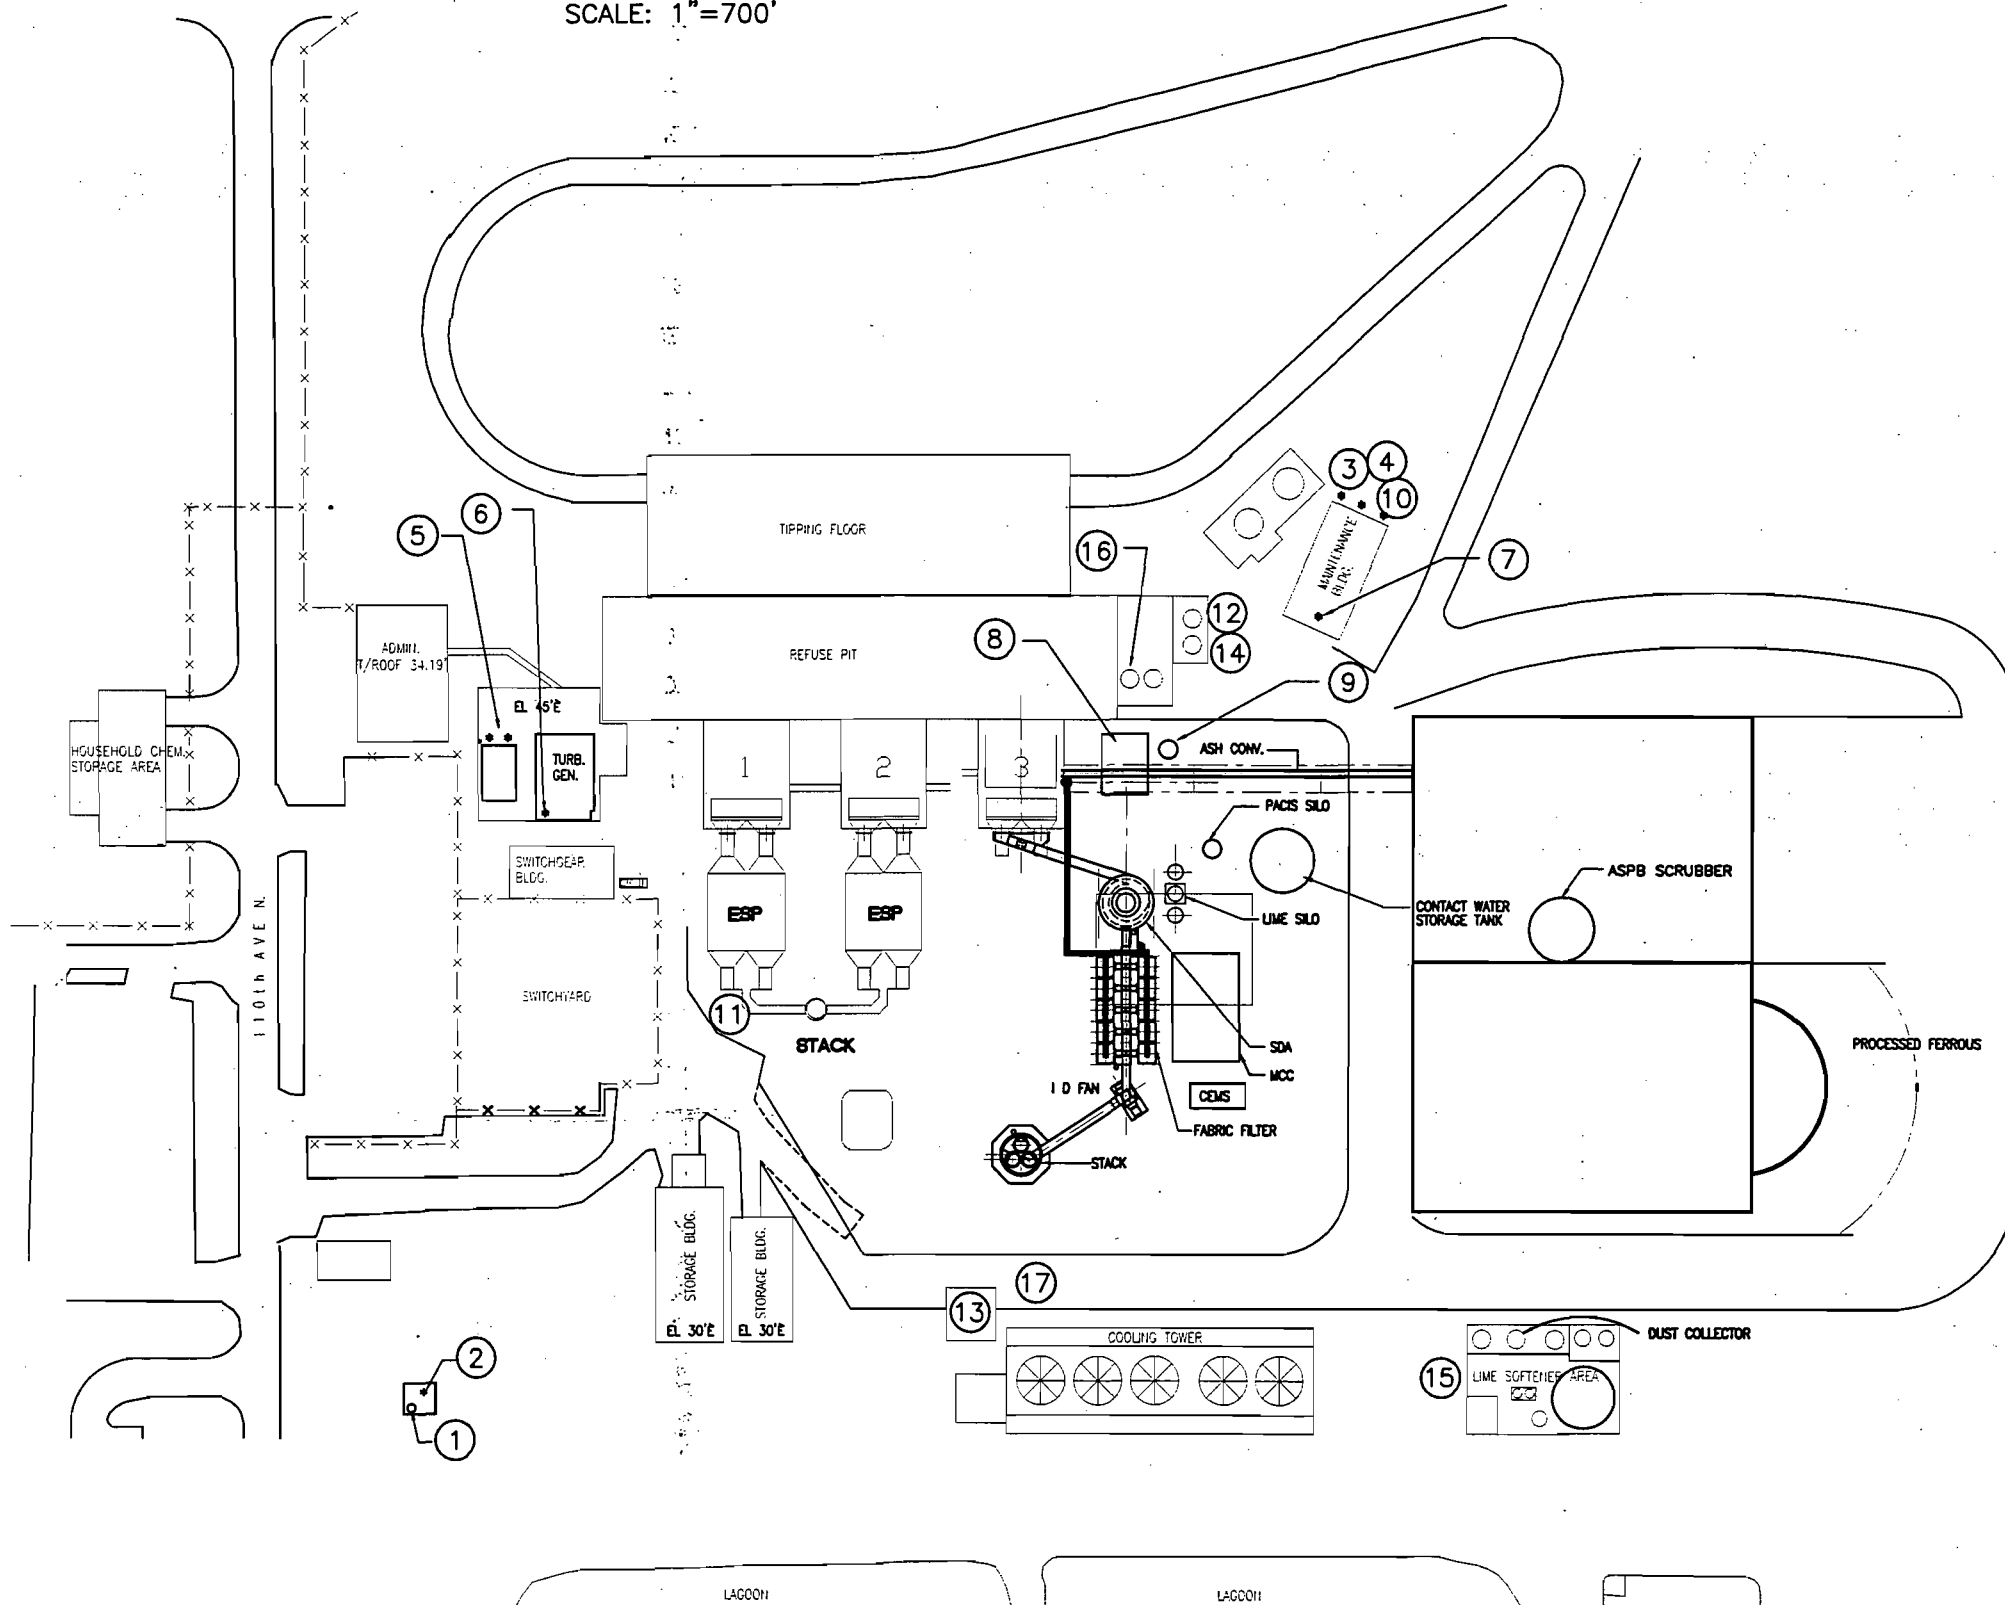 SCALE: 1"=700'
3
4
10
6
5
TIPPING FLOOR
16
MAINTENANCE
BLDG.
7
12
8
14
REFUSE PIT
ADMIN.
T/ROOF 34.19'
9
EL 45'E
HOUSEHOLD CHEM.
STORAGE AREA
TURB.
GEN.
1
2
3
ASH CONV.
PACIS SILO
SWITCHGEAR
BLDG.
ASPB SCRUBBER
ESP
ESP
LIME SILO
CONTACT WATER
STORAGE TANK
110th AVE N.
SWITCHYARD
11
STACK
SDA
PROCESSED FERROUS
MCC
I D FAN
CEMS
FABRIC FILTER
STACK
STORAGE BLDG.
STORAGE BLDG.
EL 30'E
EL 30'E
17
13
COOLING TOWER
DUST COLLECTOR
15
LIME SOFTENER AREA
2
1
LAGOON
LAGOON